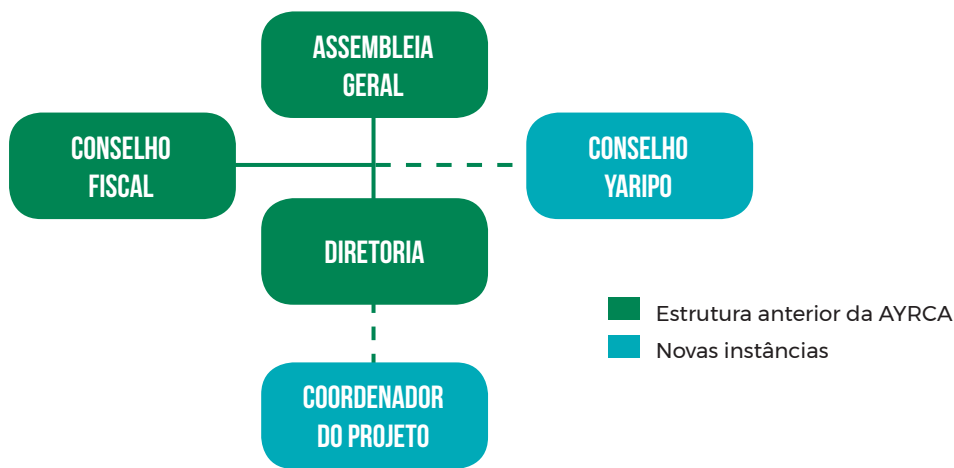 ASSEMBLEIA
GERAL
CONSELHO
FISCAL
CONSELHO
YARIPO
DIRETORIA
Estrutura anterior da AYRCA
Novas instâncias
COORDENADOR
DO PROJETO